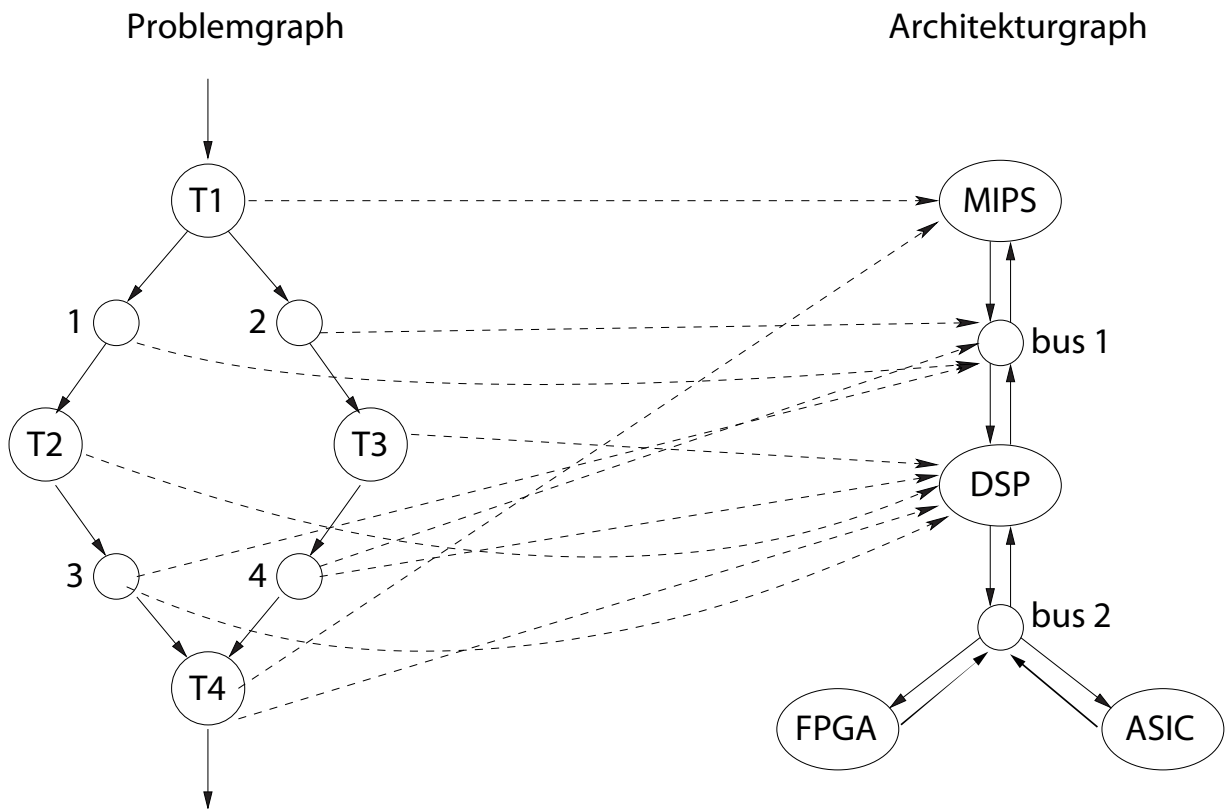 Problemgraph
Architekturgraph
T1
MIPS
1
2
bus 1
T2
T3
DSP
3
4
bus 2
T4
FPGA
ASIC